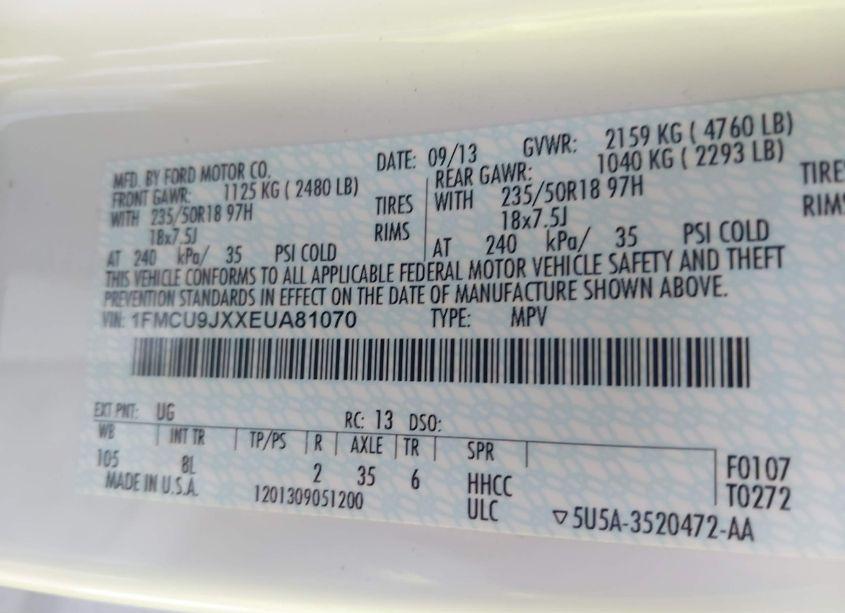 MFD. BY FORD MOTOR CO. DATE: 09/13 GVWR: 2159 KG ( 4760 LB)
FRONT GAWR: 1125 KG ( 2480 LB) REAR GAWR: 1040 KG ( 2293 LB)
WITH 235/50R18 97H TIRES WITH 235/50R18 97H TIRE
18x7.5J RIMS 18x7.5J RIM
AT 240 kPa/ 35 PSI COLD AT 240 kPa/ 35 PSI COLD
THIS VEHICLE CONFORMS TO ALL APPLICABLE FEDERAL MOTOR VEHICLE SAFETY AND THEFT
PREVENTION STANDARDS IN EFFECT ON THE DATE OF MANUFACTURE SHOWN ABOVE.
VIN: 1FMCU9JXXEUA81070 TYPE: MPV
EXT PNT: UG RC: 13 DSO:
WB INT TR TP/PS R AXLE TR SPR
105 8L 2 35 6 HHCC F0107
MADE IN U.S.A. 1201309051200 ULC T0272
▽5U5A-3520472-AA